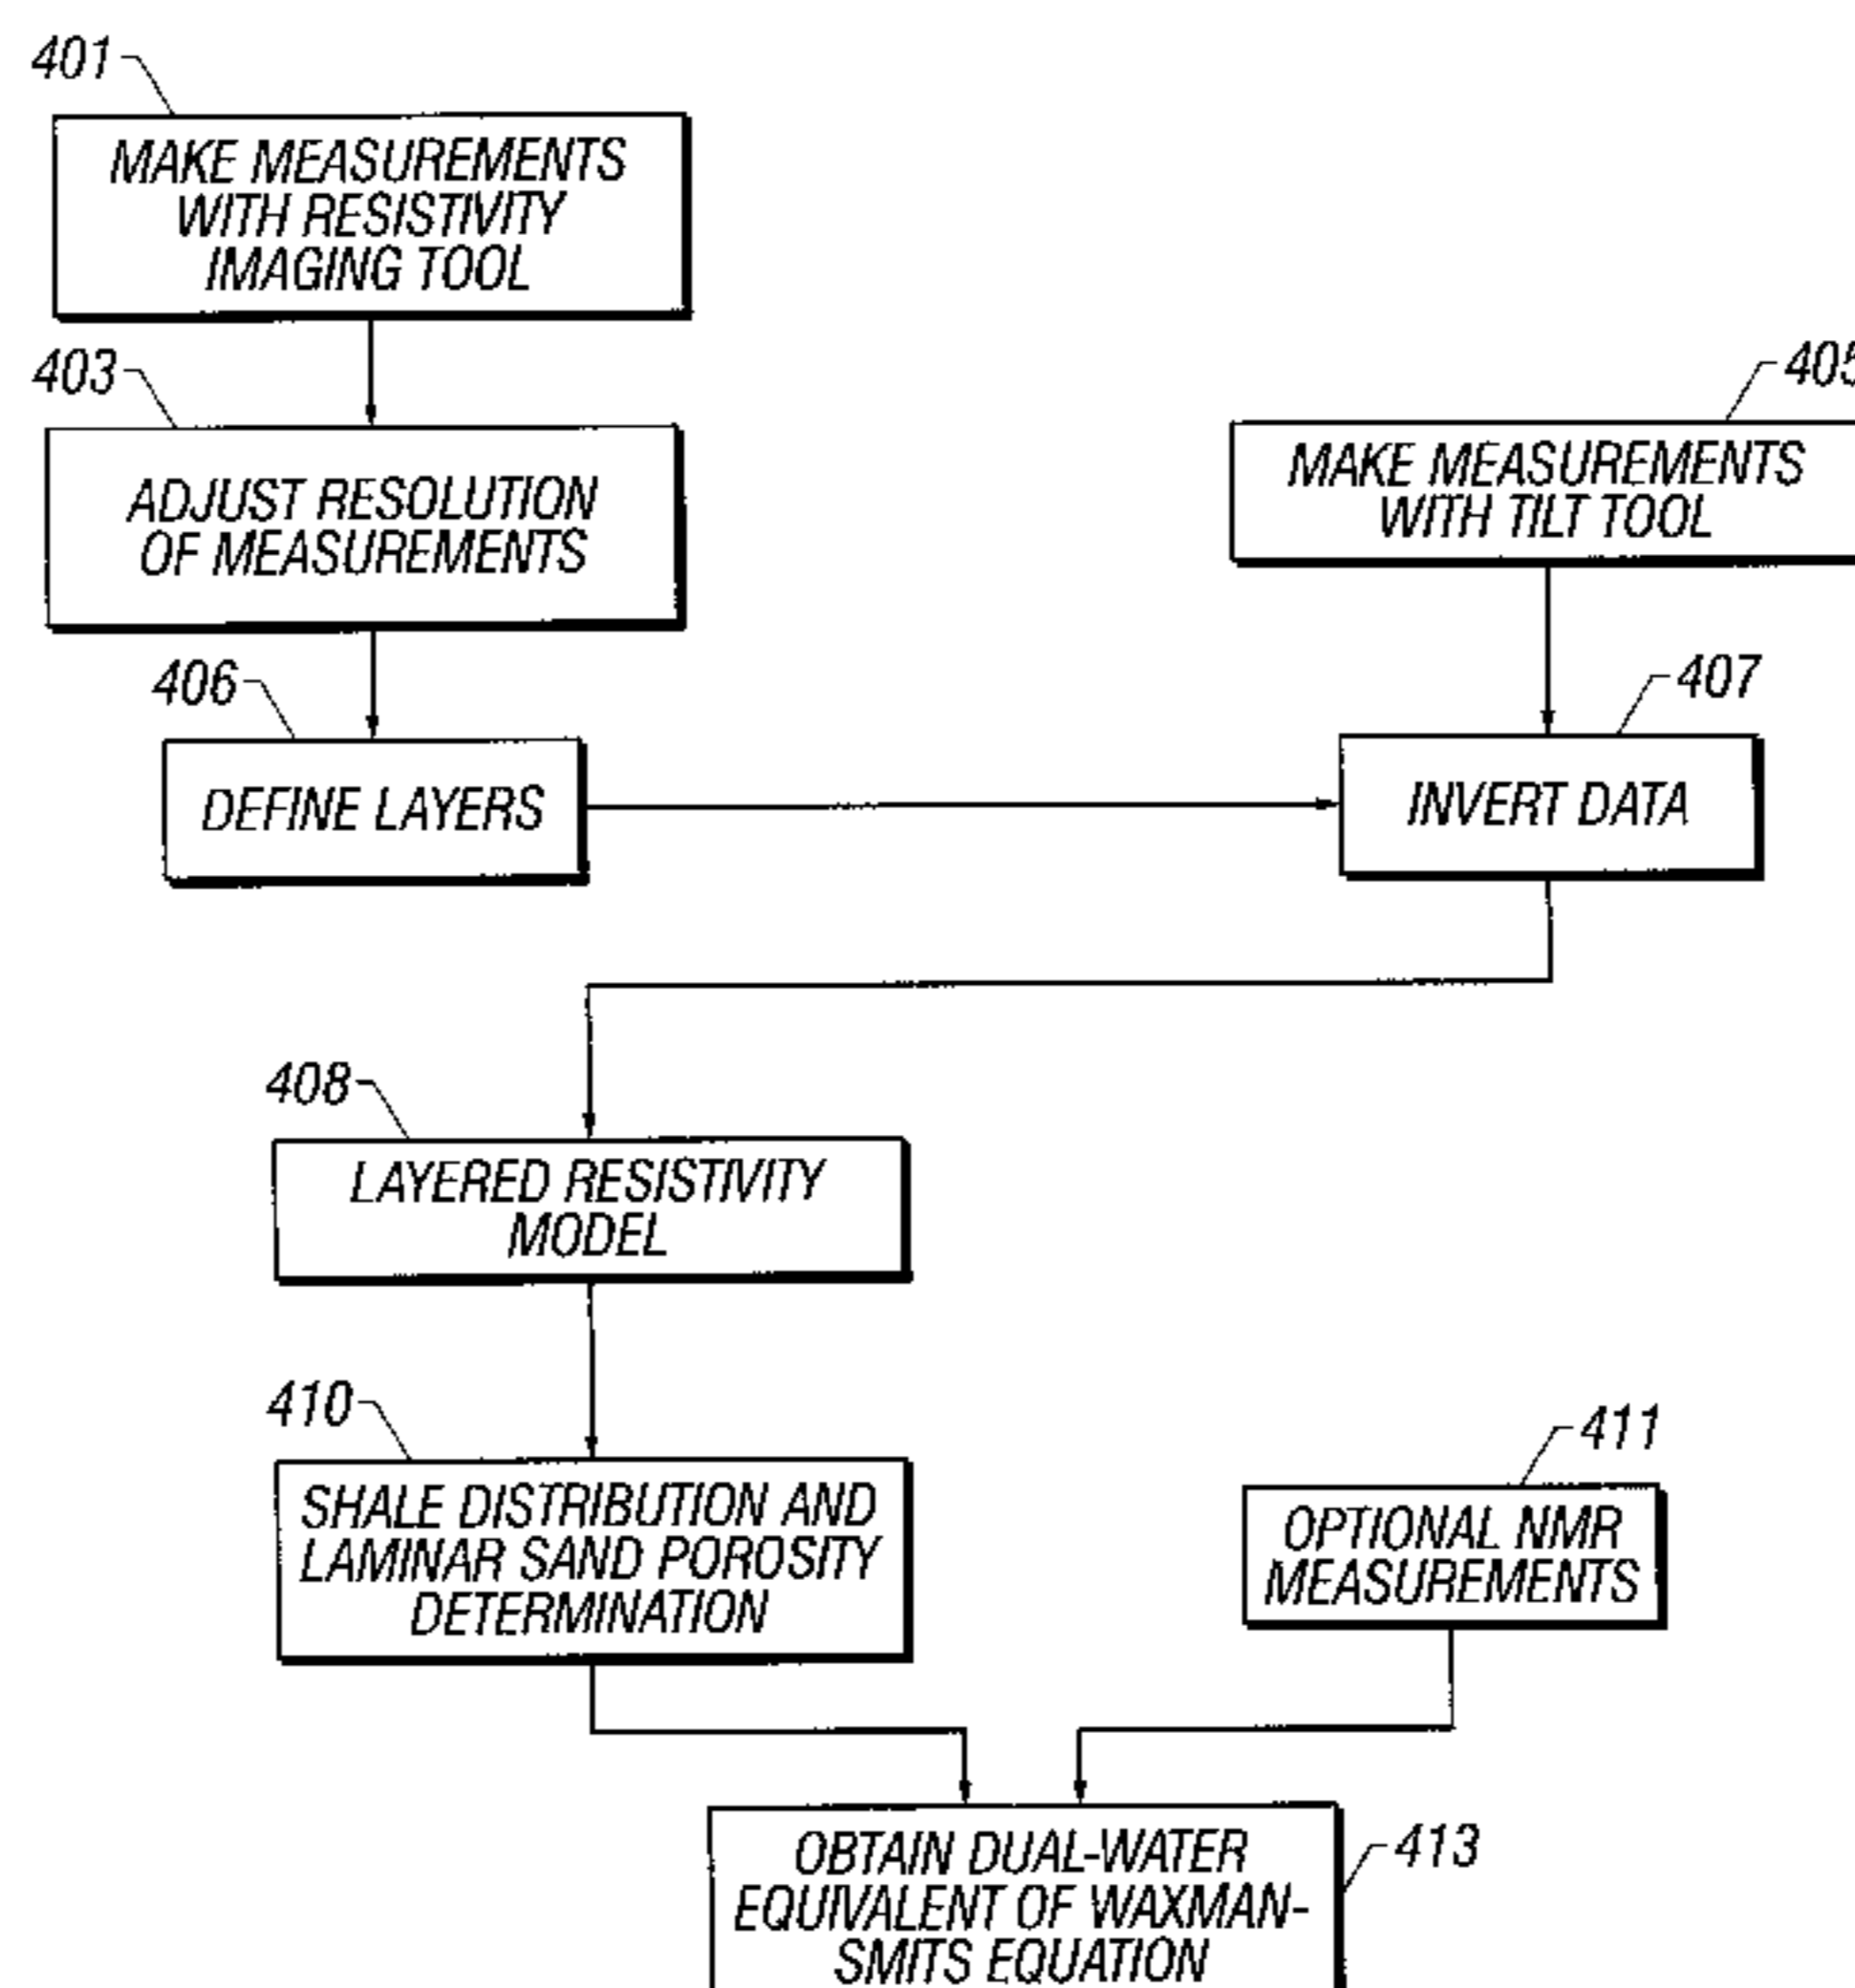 401
MAKE MEASUREMENTS
WITH RESISTIVITY
IMAGING TOOL
403
ADJUST RESOLUTION
OF MEASUREMENTS
405
MAKE MEASUREMENTS
WITH TILT TOOL
406
DEFINE LAYERS
407
INVERT DATA
408
LAYERED RESISTIVITY
MODEL
410
SHALE DISTRIBUTION AND
LAMINAR SAND POROSITY
DETERMINATION
411
OPTIONAL NMR
MEASUREMENTS
OBTAIN DUAL-WATER
EQUIVALENT OF WAXMAN-
SMITS EQUATION
413